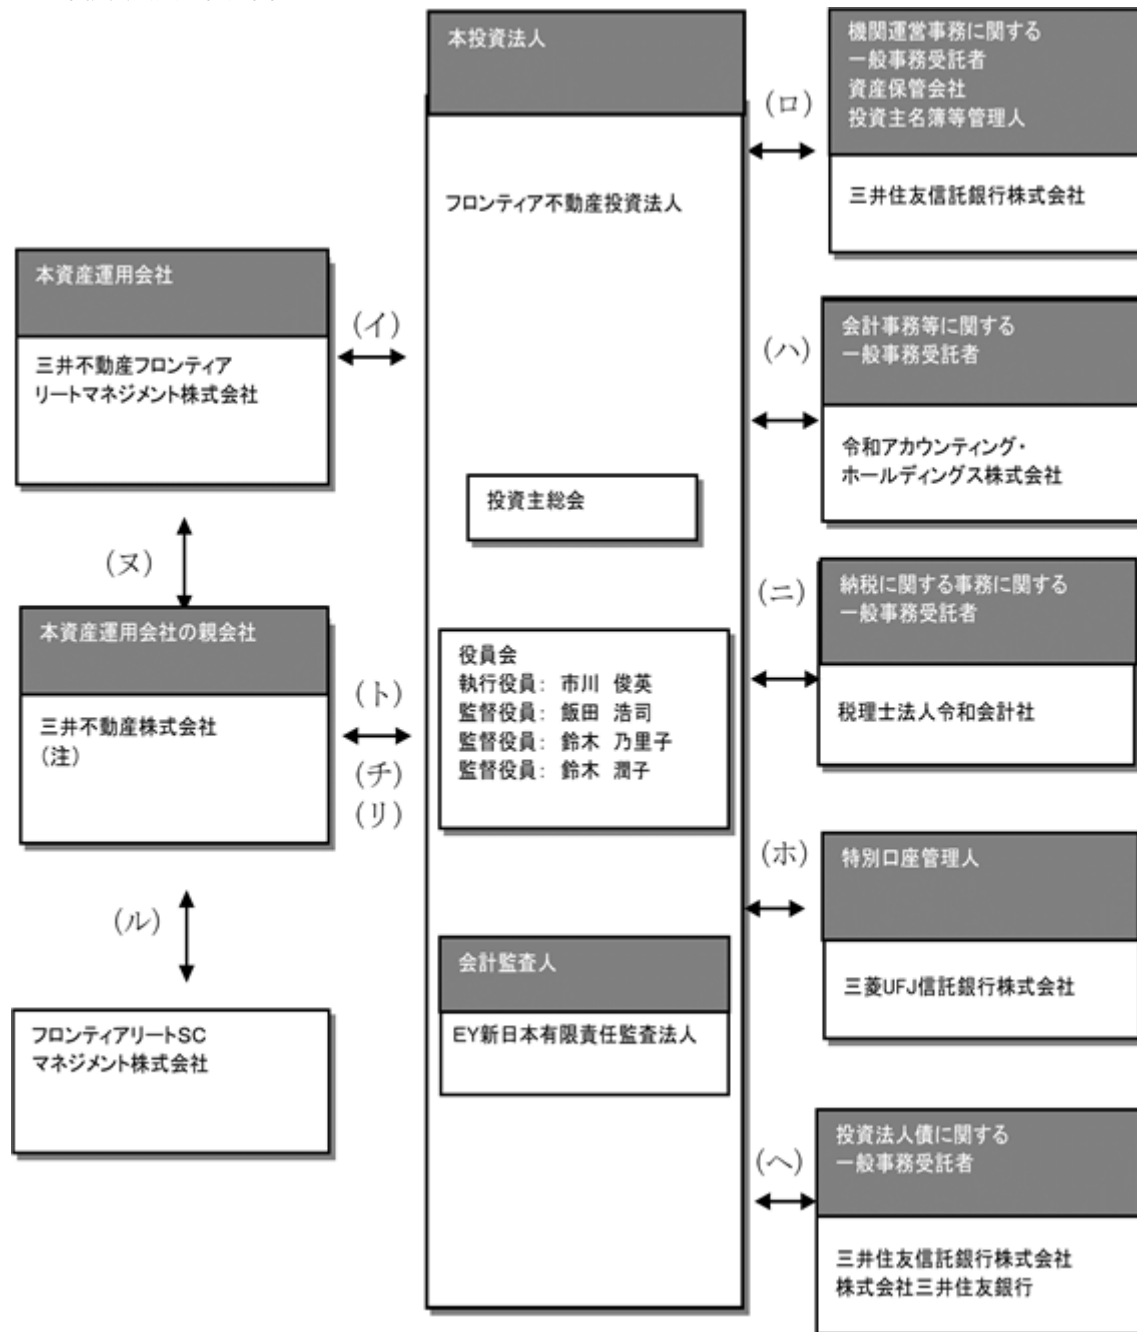 本投資法人
フロンティア不動産投資法人
投資主総会
役員会
執行役員： 市川 俊英
監督役員： 飯田 浩司
監督役員： 鈴木 乃里子
監督役員： 鈴木 潤子
会計監査人
EY新日本有限責任監査法人
本資産運用会社
三井不動産フロンティア
リートマネジメント株式会社
(イ)
(ヌ)
本資産運用会社の親会社
三井不動産株式会社
(注)
(ト)
(チ)
(リ)
(ル)
フロンティアリートSC
マネジメント株式会社
(ロ)
機関運営事務に関する
一般事務受託者
資産保管会社
投資主名簿等管理人
三井住友信託銀行株式会社
(ハ)
会計事務等に関する
一般事務受託者
令和アカウンティング・
ホールディングス株式会社
(ニ)
納税に関する事務に関する
一般事務受託者
税理士法人令和会計社
(ホ)
特別口座管理人
三菱UFJ信託銀行株式会社
(ヘ)
投資法人債に関する
一般事務受託者
三井住友信託銀行株式会社
株式会社三井住友銀行